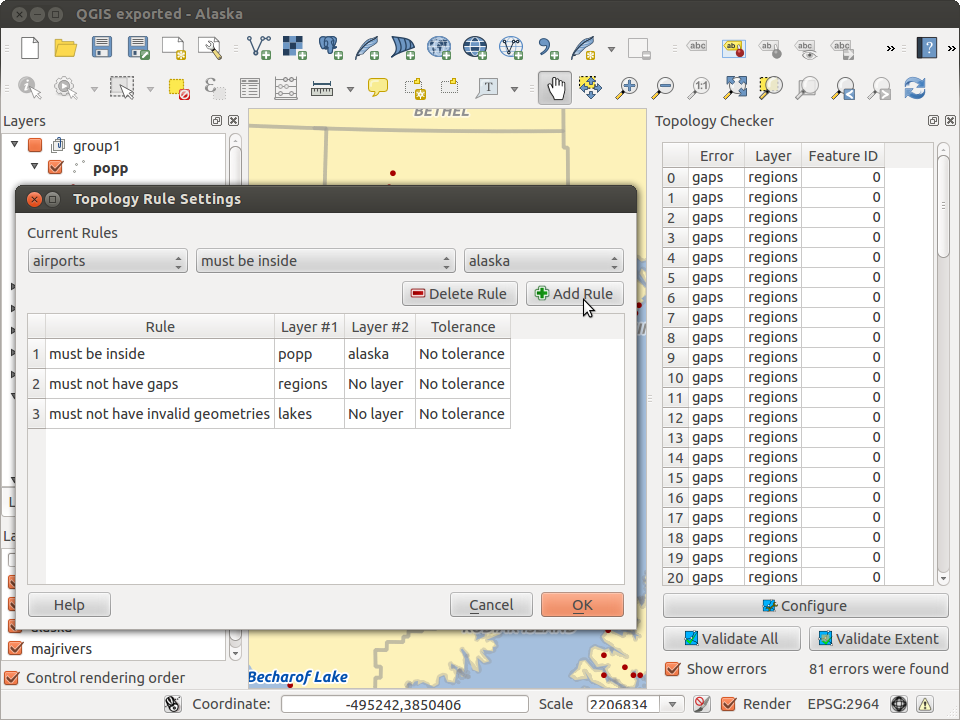 QGIS exported - Alaska
abc abc ab abc abc » »
T 1:1
Layers
group1
popp
BETHEL
Topology Checker
Error Layer Feature ID
0 gaps regions 0
1 gaps regions 0
2 gaps regions 0
3 gaps regions 0
4 gaps regions 0
5 gaps regions 0
6 gaps regions 0
7 gaps regions 0
8 gaps regions 0
9 gaps regions 0
10 gaps regions 0
11 gaps regions 0
12 gaps regions 0
13 gaps regions 0
14 gaps regions 0
15 gaps regions 0
16 gaps regions 0
17 gaps regions 0
18 gaps regions 0
19 gaps regions 0
20 gaps regions 0
Configure
Validate All Validate Extent
Show errors 81 errors were found
Topology Rule Settings
Current Rules
airports must be inside alaska
Delete Rule Add Rule
Rule Layer #1 Layer #2 Tolerance
1 must be inside popp alaska No tolerance
2 must not have gaps regions No layer No tolerance
3 must not have invalid geometries lakes No layer No tolerance
Help Cancel OK
majrivers
Control rendering order
Becharof Lake
Coordinate: -495242,3850406 Scale 2206834 Render EPSG:2964